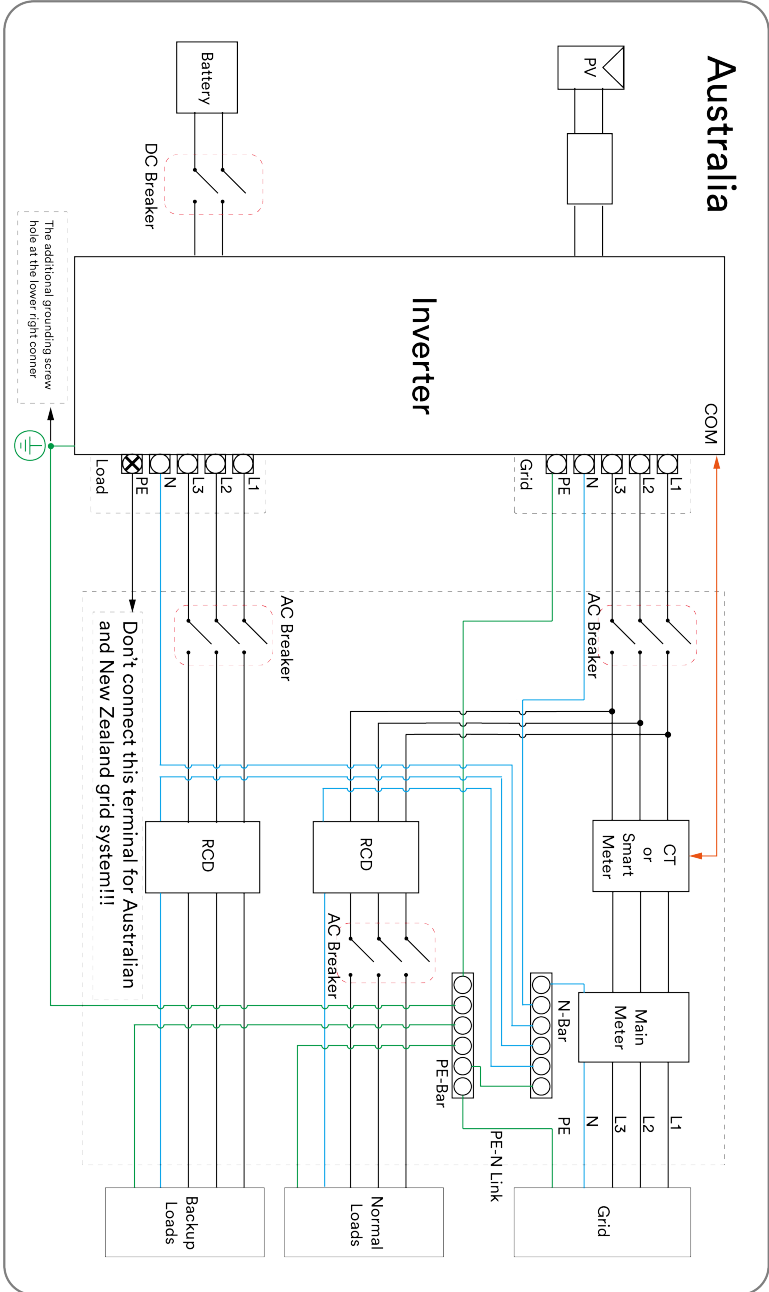 Australia
PV
Battery
DC Breaker
The additional grounding screw
hole at the lower right conner
Inverter
COM
L1
L2
L3
N
PE
Grid
L1
L2
L3
N
PE
Load
AC Breaker
AC Breaker
Don't connect this terminal for Australian
and New Zealand grid system!!!
CT
or
Smart
Meter
RCD
RCD
AC Breaker
Main
Meter
N-Bar
PE-Bar
L1
L2
L3
N
PE
PE-N Link
Grid
Normal
Loads
Backup
Loads